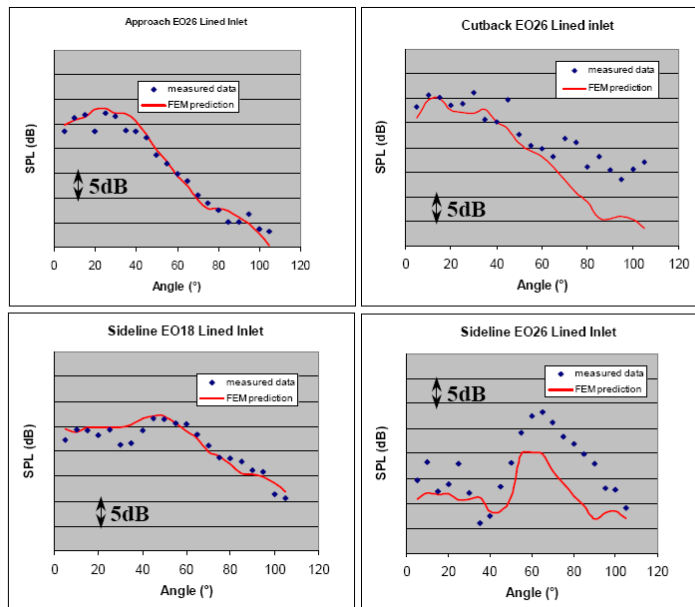 Approach EO26 Lined Inlet
measured data
FEM prediction
SPL (dB)
5dB
0 20 40 60 80 100 120
Angle (°)
Cutback EO26 Lined inlet
measured data
FEM prediction
SPL (dB)
5dB
0 20 40 60 80 100 120
Angle (°)
Sideline EO18 Lined Inlet
measured data
FEM prediction
SPL (dB)
5dB
0 20 40 60 80 100 120
Angle (°)
Sideline EO26 Lined Inlet
5dB
measured data
FEM prediction
SPL (dB)
0 20 40 60 80 100 120
Angle (°)